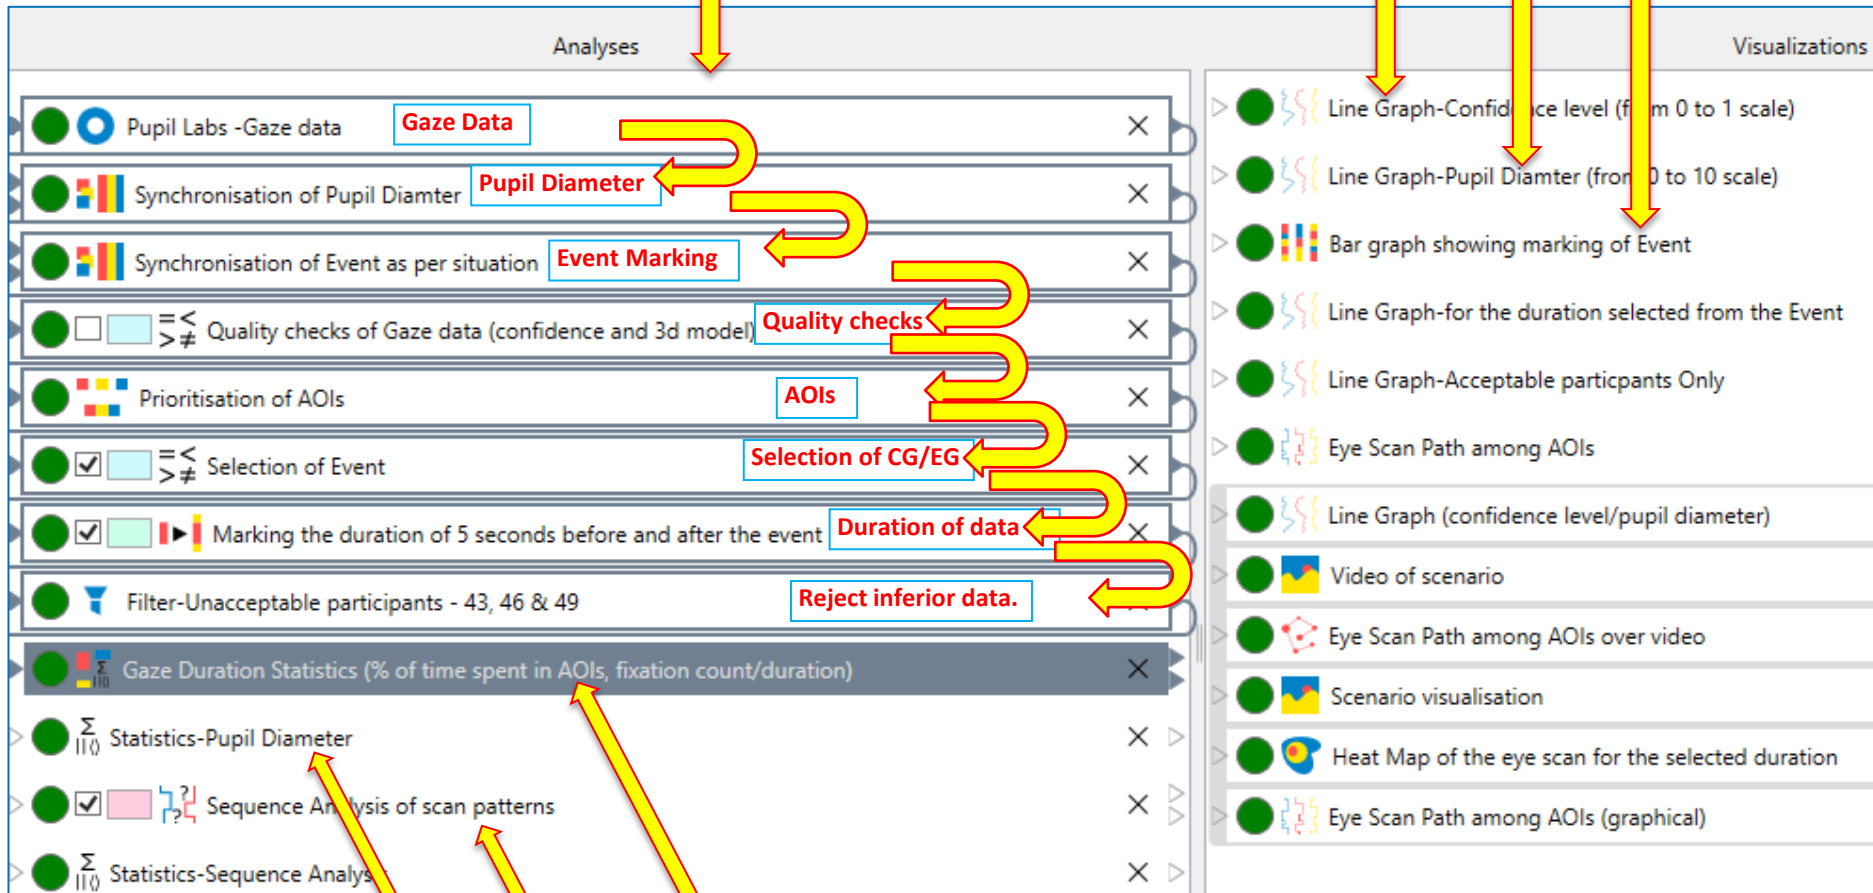 Analyses
Pupil Labs -Gaze data
Gaze Data
Synchronisation of Pupil Diamter
Pupil Diameter
Synchronisation of Event as per situation
Event Marking
Quality checks of Gaze data (confidence and 3d model)
Quality checks
Prioritisation of AOIs
AOIs
Selection of Event
Selection of CG/EG
Marking the duration of 5 seconds before and after the event
Duration of data
Filter-Unacceptable participants - 43, 46 & 49
Reject inferior data.
Gaze Duration Statistics (% of time spent in AOIs, fixation count/duration)
Statistics-Pupil Diameter
Sequence Analysis of scan patterns
Statistics-Sequence Analysis
Visualizations
Line Graph-Confidence level (from 0 to 1 scale)
Line Graph-Pupil Diamter (from 0 to 10 scale)
Bar graph showing marking of Event
Line Graph-for the duration selected from the Event
Line Graph-Acceptable particpants Only
Eye Scan Path among AOIs
Line Graph (confidence level/pupil diameter)
Video of scenario
Eye Scan Path among AOIs over video
Scenario visualisation
Heat Map of the eye scan for the selected duration
Eye Scan Path among AOIs (graphical)